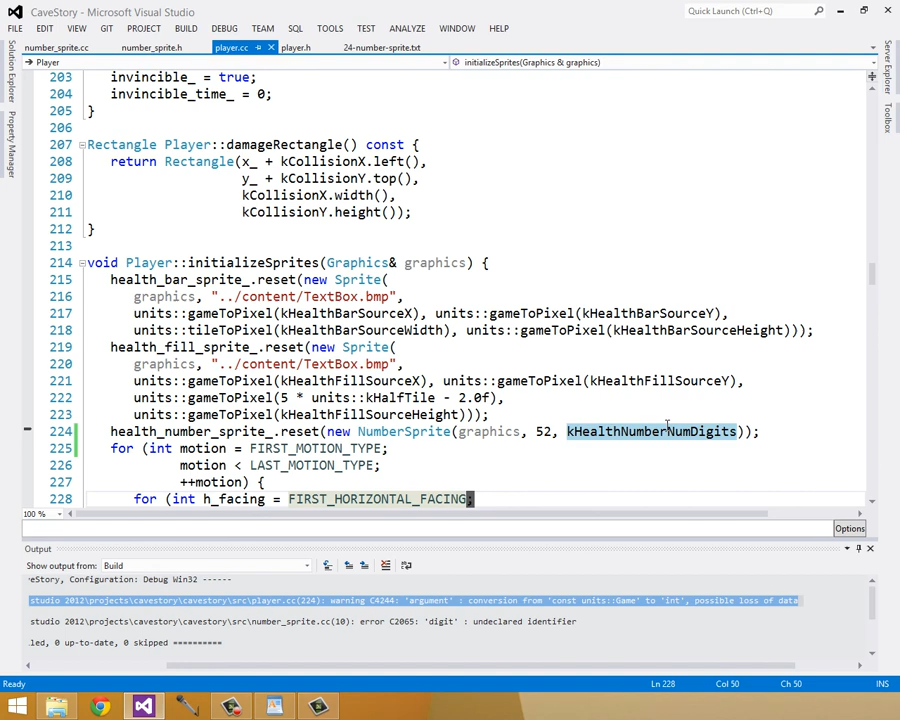 CaveStory - Microsoft Visual Studio
Quick Launch (Ctrl+Q)
FILE EDIT VIEW GIT PROJECT BUILD DEBUG TEAM SQL TOOLS TEST ANALYZE WINDOW HELP
number_sprite.cc number_sprite.h player.cc player.h 24-number-sprite.txt
Player initializeSprites(Graphics & graphics)
Solution Explorer
Property Manager
Server Explorer
Toolbox
203 invincible_ = true;
204 invincible_time_ = 0;
205 }
206
207 Rectangle Player::damageRectangle() const {
208 return Rectangle(x_ + kCollisionX.left(),
209 y_ + kCollisionY.top(),
210 kCollisionX.width(),
211 kCollisionY.height());
212 }
213
214 void Player::initializeSprites(Graphics& graphics) {
215 health_bar_sprite_.reset(new Sprite(
216 graphics, "../content/TextBox.bmp",
217 units::gameToPixel(kHealthBarSourceX), units::gameToPixel(kHealthBarSourceY),
218 units::tileToPixel(kHealthBarSourceWidth), units::gameToPixel(kHealthBarSourceHeight)));
219 health_fill_sprite_.reset(new Sprite(
220 graphics, "../content/TextBox.bmp",
221 units::gameToPixel(kHealthFillSourceX), units::gameToPixel(kHealthFillSourceY),
222 units::gameToPixel(5 * units::kHalfTile - 2.0f),
223 units::gameToPixel(kHealthFillSourceHeight)));
224 health_number_sprite_.reset(new NumberSprite(graphics, 52, kHealthNumberNumDigits));
225 for (int motion = FIRST_MOTION_TYPE;
226 motion < LAST_MOTION_TYPE;
227 ++motion) {
228 for (int h_facing = FIRST_HORIZONTAL_FACING;
100 %
Options
Output
Show output from: Build
veStory, Configuration: Debug Win32 ------
studio 2012\projects\cavestory\cavestory\src\player.cc(224): warning C4244: 'argument' : conversion from 'const units::Game' to 'int', possible loss of data
studio 2012\projects\cavestory\cavestory\src\number_sprite.cc(10): error C2065: 'digit' : undeclared identifier
led, 0 up-to-date, 0 skipped ==========
Ready Ln 228 Col 50 Ch 50 INS